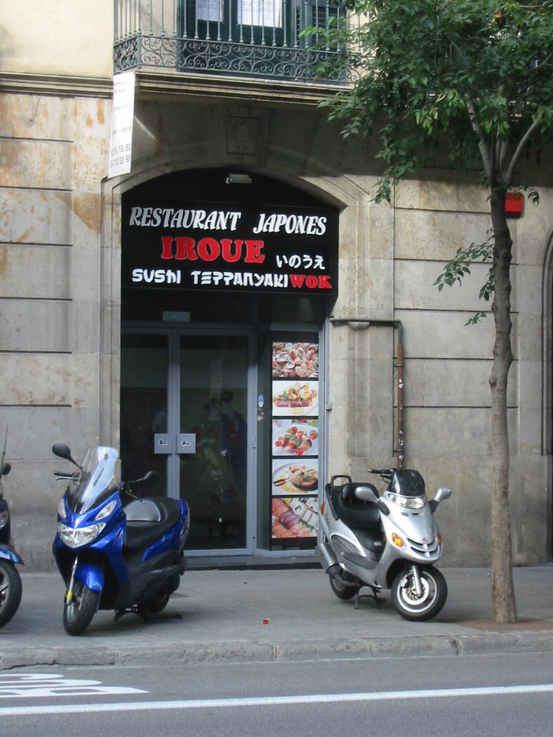 RESTAURANT JAPONES
IROUE いのうえ
SUSHI TEPPANYAKI WOK